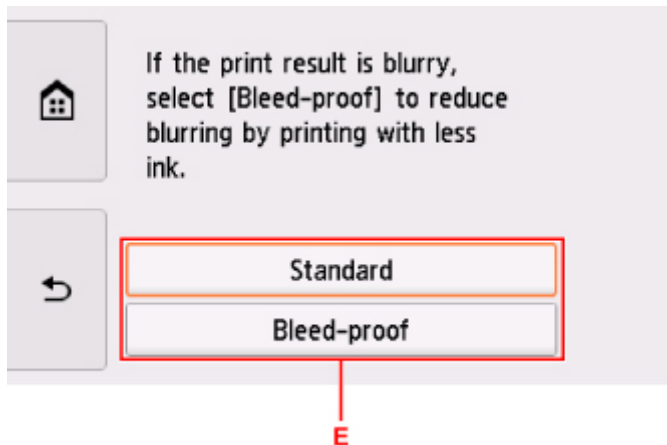 If the print result is blurry,
select [Bleed-proof] to reduce
blurring by printing with less
ink.
Standard
Bleed-proof
E